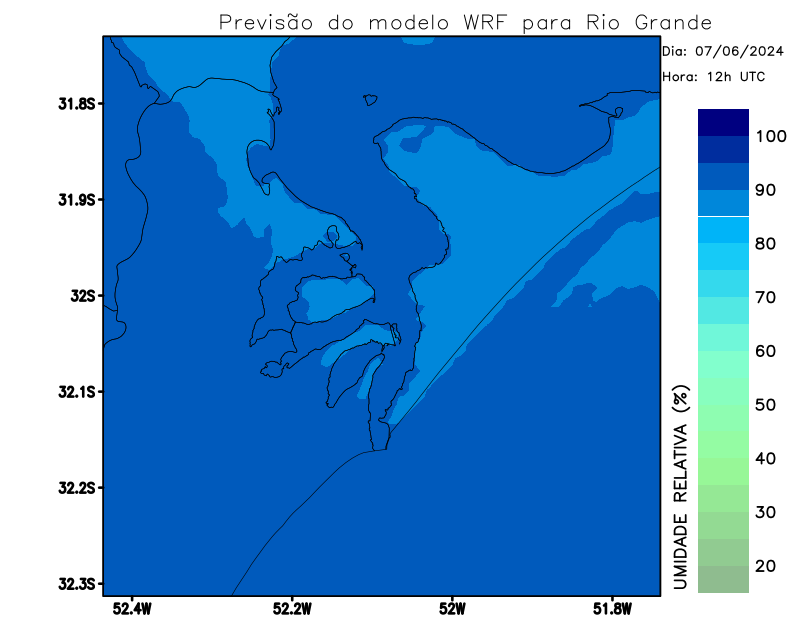 Previsão do modelo WRF para Rio Grande
Dia: 07/06/2024
Hora: 12h UTC
31.8S
31.9S
32S
32.1S
32.2S
32.3S
52.4W
52.2W
52W
51.8W
UMIDADE RELATIVA (%)
100
90
80
70
60
50
40
30
20